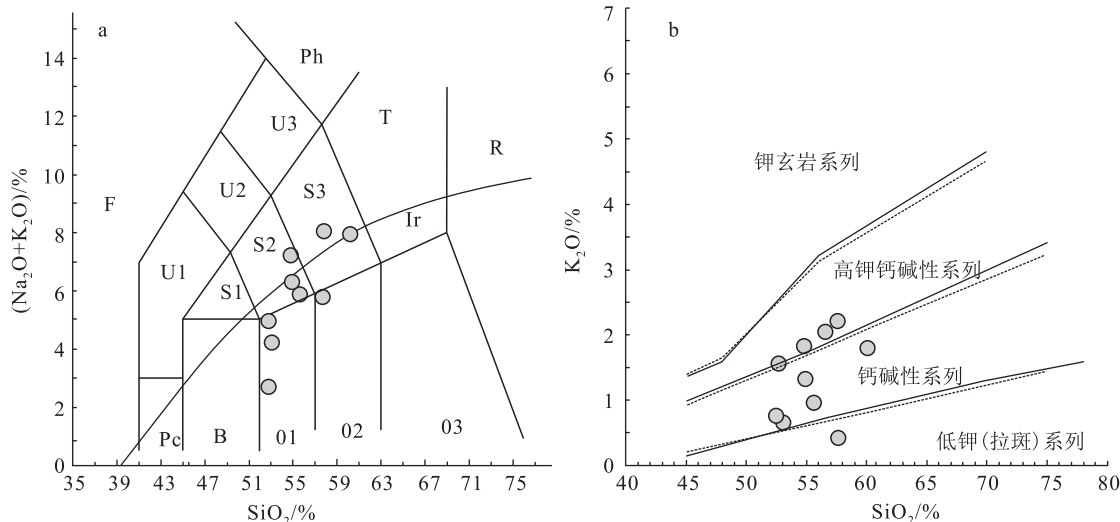 a
(Na₂O+K₂O)/%
14
12
10
8
6
4
2
0
Ph
U3
T
R
F
U2
S3
Ir
U1
S2
S1
Pc
B
01
02
03
35 39 43 47 51 55 59 63 67 71 75
SiO₂/%
b
K₂O/%
7
6
5
4
3
2
1
0
钾玄岩系列
高钾钙碱性系列
钙碱性系列
低钾(拉斑)系列
40 45 50 55 60 65 70 75 80
SiO₂/%